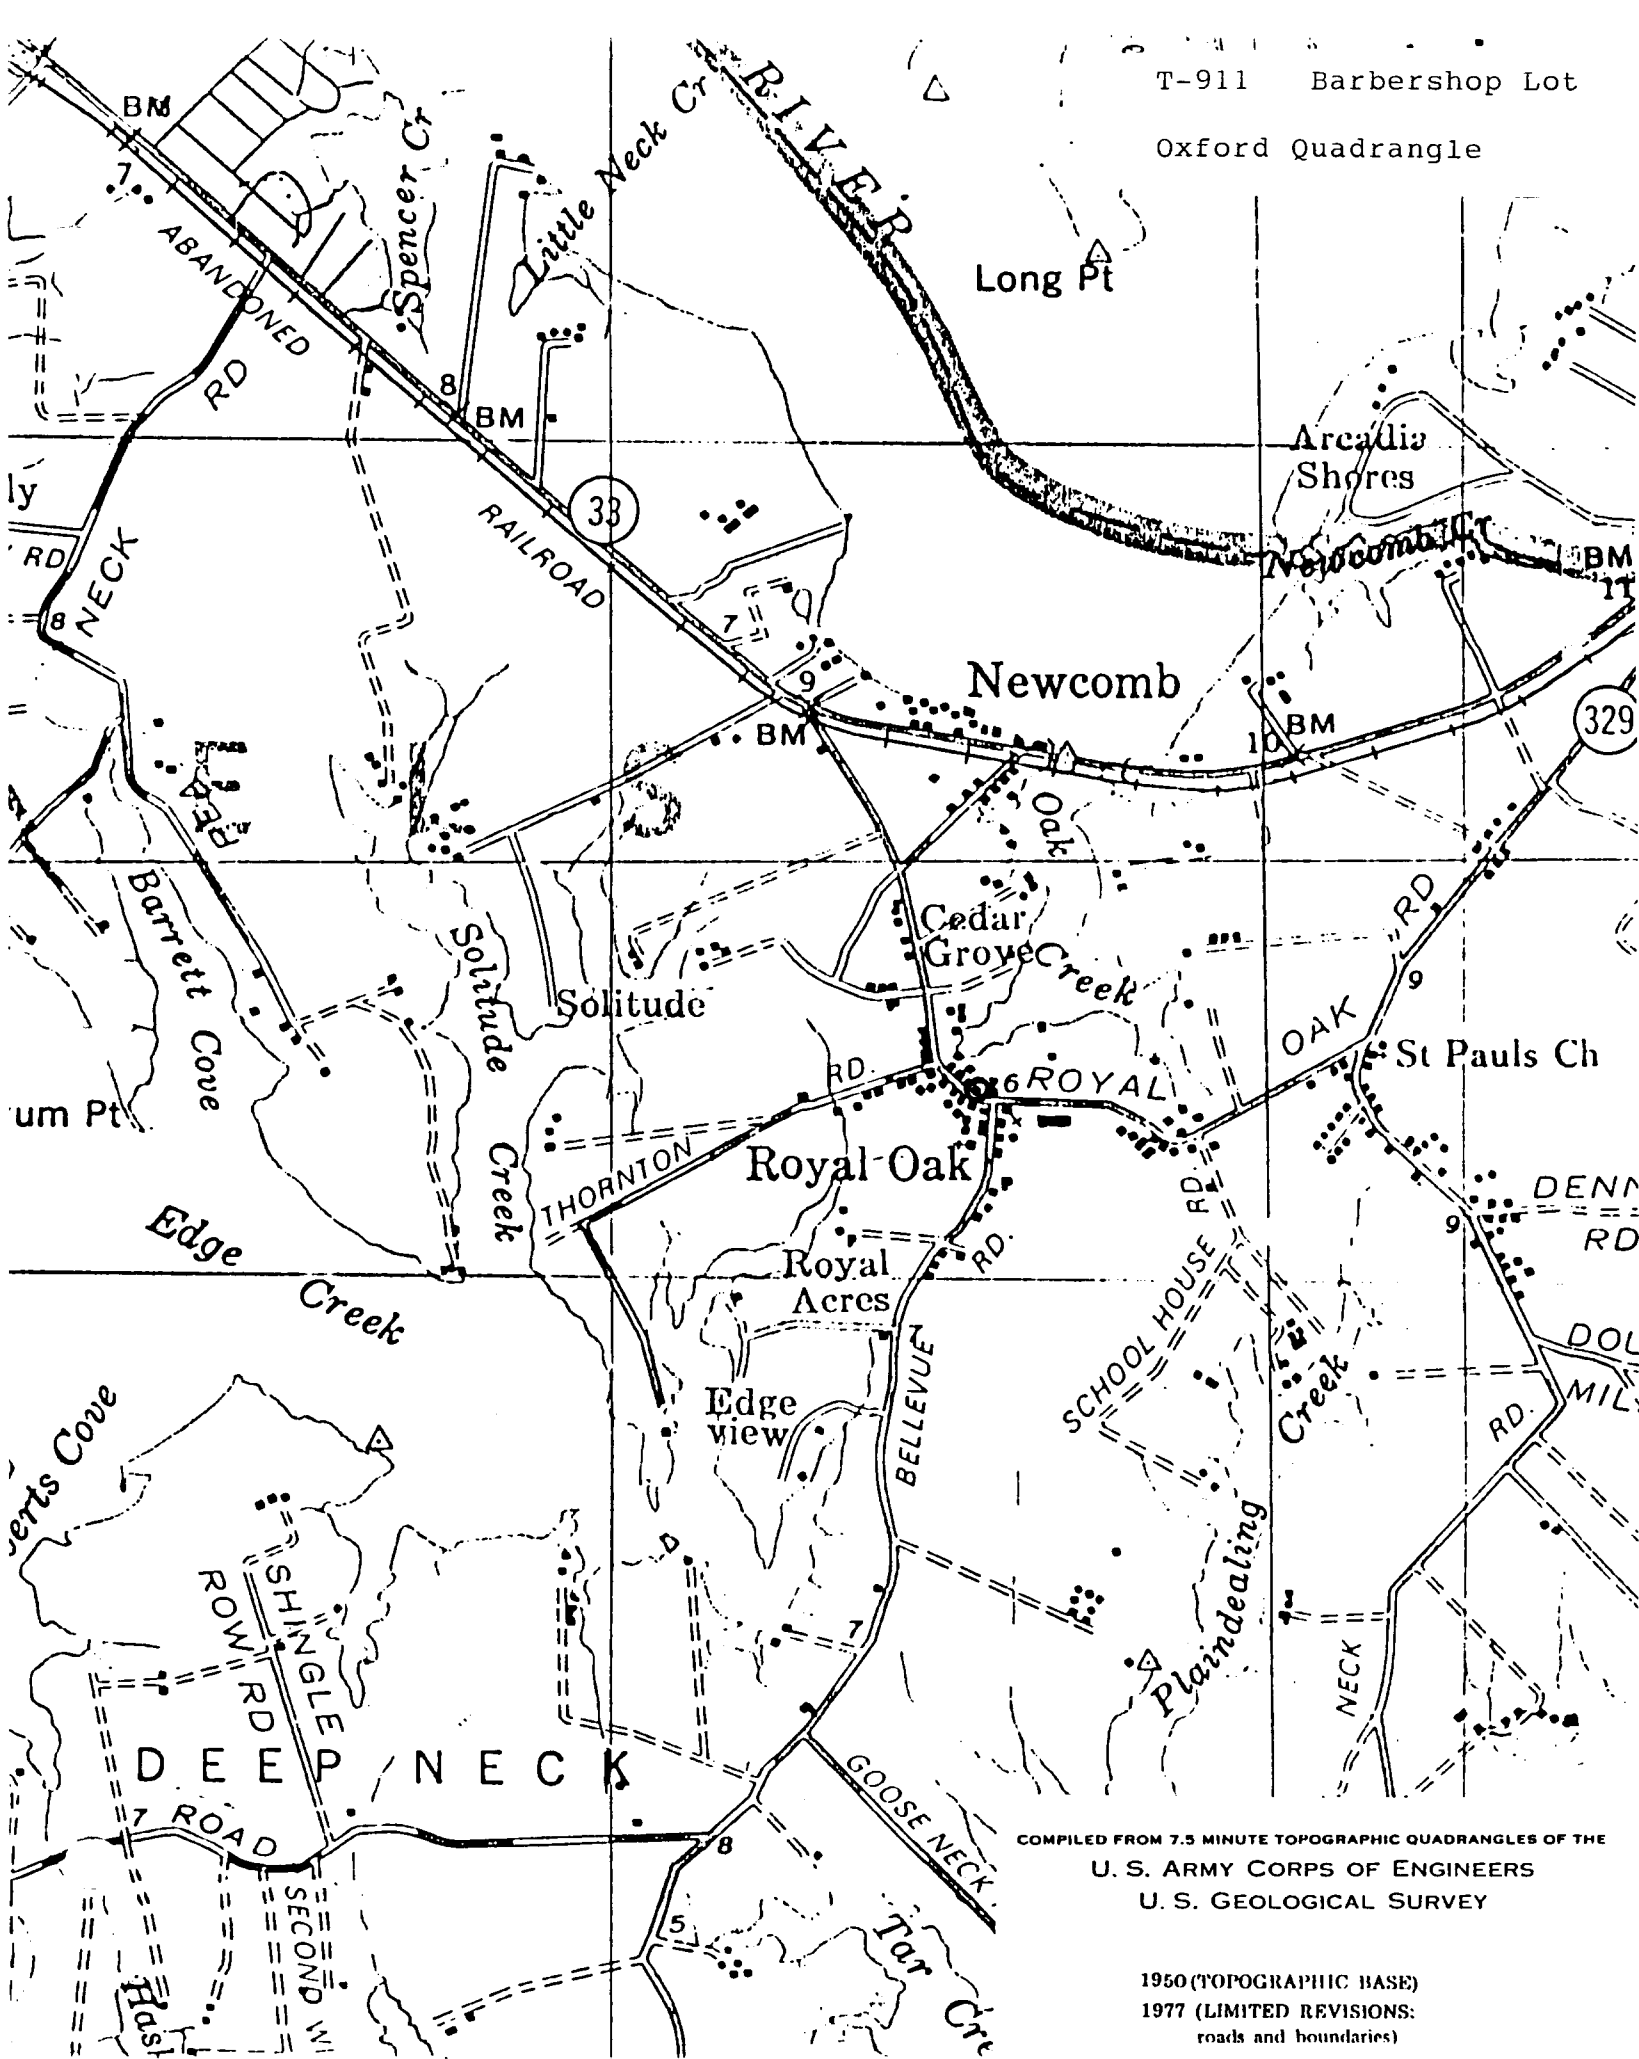 T-911 Barbershop Lot
Oxford Quadrangle
RIVER
BM
7
Spencer Cr
Little Neck Cr
ABANDONED
RAILROAD
Long Pt
RD
8
BM
33
Arcadia
Shores
ly
RD
NECK
8
Newcomb Cr
BM
11
7
9
BM
Newcomb
10
BM
329
Oak
Creek
Barrett Cove
Solitude
Creek
Solitude
Cedar
Grove
RD
9
OAK
St Pauls Ch
RD.
6
ROYAL
um Pt
THORNTON
Royal Oak
Edge
Creek
RD
DENN
RD
9
Royal
Acres
RD.
7
SCHOOL HOUSE
BELLEVUE
DOL
MIL
RD.
Edge
view
Creek
Plaindealing
erts Cove
SHINGLE
ROW RD
7
NECK
DEEP NECK
7
ROAD
8
GOOSE NECK
SECOND
5
Tar
COMPILED FROM 7.5 MINUTE TOPOGRAPHIC QUADRANGLES OF THE
U. S. ARMY CORPS OF ENGINEERS
U. S. GEOLOGICAL SURVEY
1950 (TOPOGRAPHIC BASE)
1977 (LIMITED REVISIONS:
roads and boundaries)